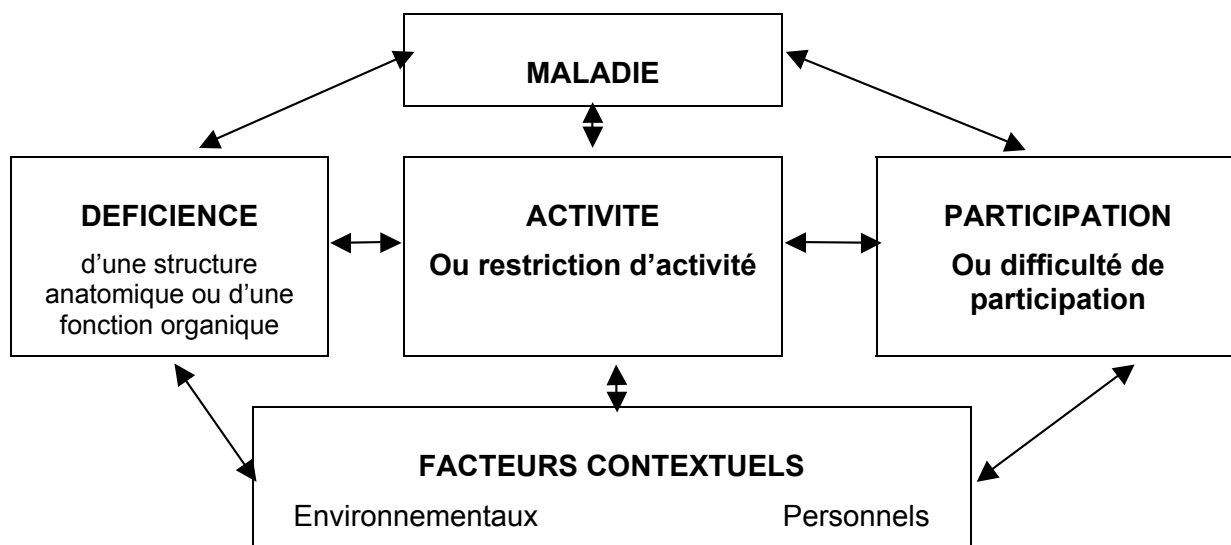 MALADIE
DEFICIENCE
d’une structure
anatomique ou d’une
fonction organique
ACTIVITE
Ou restriction d’activité
PARTICIPATION
Ou difficulté de
participation
FACTEURS CONTEXTUELS
Environnementaux Personnels